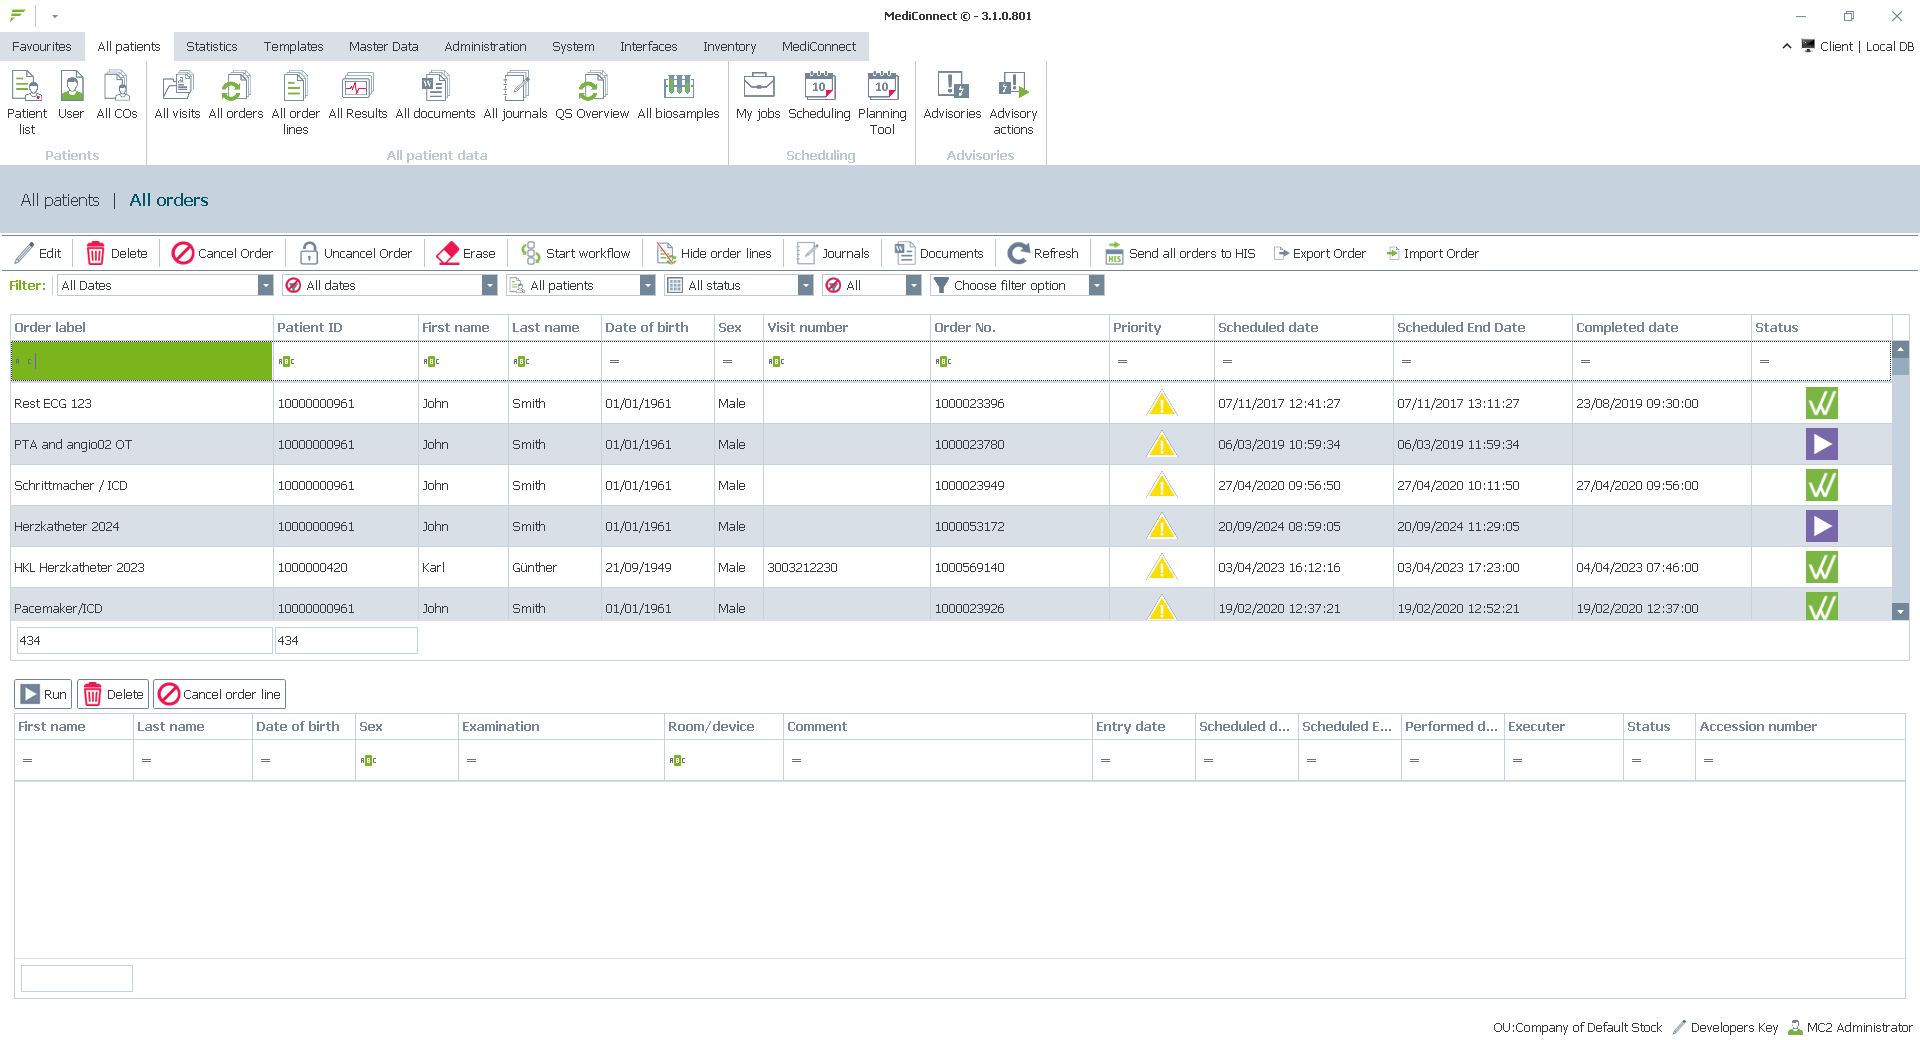 MediConnect © - 3.1.0.801
Favourites All patients Statistics Templates Master Data Administration System Interfaces Inventory MediConnect
Client | Local DB
Patient list User All COs All visits All orders All order lines All Results All documents All journals QS Overview All biosamples My jobs Scheduling Planning Tool Advisories Advisory actions
Patients All patient data Scheduling Advisories
All patients | All orders
Edit Delete Cancel Order Uncancel Order Erase Start workflow Hide order lines Journals Documents Refresh Send all orders to HIS Export Order Import Order
Filter: All Dates All dates All patients All status All Choose filter option
Order label Patient ID First name Last name Date of birth Sex Visit number Order No. Priority Scheduled date Scheduled End Date Completed date Status
Rest ECG 123 10000000961 John Smith 01/01/1961 Male 1000023396 07/11/2017 12:41:27 07/11/2017 13:11:27 23/08/2019 09:30:00
PTA and angio02 OT 10000000961 John Smith 01/01/1961 Male 1000023780 06/03/2019 10:59:34 06/03/2019 11:59:34
Schrittmacher / ICD 10000000961 John Smith 01/01/1961 Male 1000023949 27/04/2020 09:56:50 27/04/2020 10:11:50 27/04/2020 09:56:00
Herzkatheter 2024 10000000961 John Smith 01/01/1961 Male 1000053172 20/09/2024 08:59:05 20/09/2024 11:29:05
HKL Herzkatheter 2023 1000000420 Karl Günther 21/09/1949 Male 3003212230 1000569140 03/04/2023 16:12:16 03/04/2023 17:23:00 04/04/2023 07:46:00
Pacemaker/ICD 10000000961 John Smith 01/01/1961 Male 1000023926 19/02/2020 12:37:21 19/02/2020 12:52:21 19/02/2020 12:37:00
434 434
Run Delete Cancel order line
First name Last name Date of birth Sex Examination Room/device Comment Entry date Scheduled d... Scheduled E... Performed d... Executer Status Accession number
OU:Company of Default Stock Developers Key MC2 Administrator